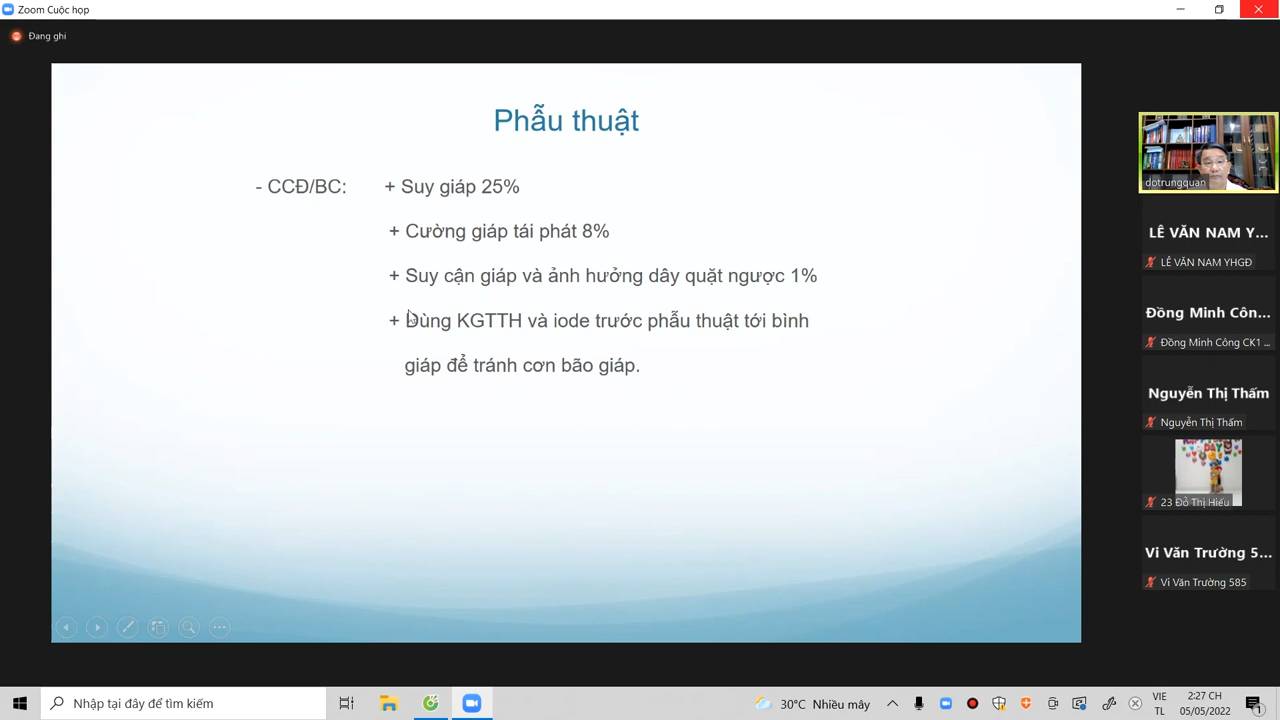 Zoom Cuộc họp
Đang ghi
Phẫu thuật
- CCĐ/BC: + Suy giáp 25%
+ Cường giáp tái phát 8%
+ Suy cận giáp và ảnh hưởng dây quặt ngược 1%
+ Dùng KGTTH và iode trước phẫu thuật tới bình
giáp để tránh cơn bão giáp.
dotrungquan
LÊ VĂN NAM Y...
LÊ VĂN NAM YHGĐ
Đồng Minh Côn...
Đồng Minh Công CK1 ...
Nguyễn Thị Thấm
Nguyễn Thị Thấm
23 Đỗ Thị Hiếu
Vi Văn Trường 5...
Vi Văn Trường 585
Nhập tại đây để tìm kiếm
30°C Nhiều mây
VIE
TL
2:27 CH
05/05/2022
1